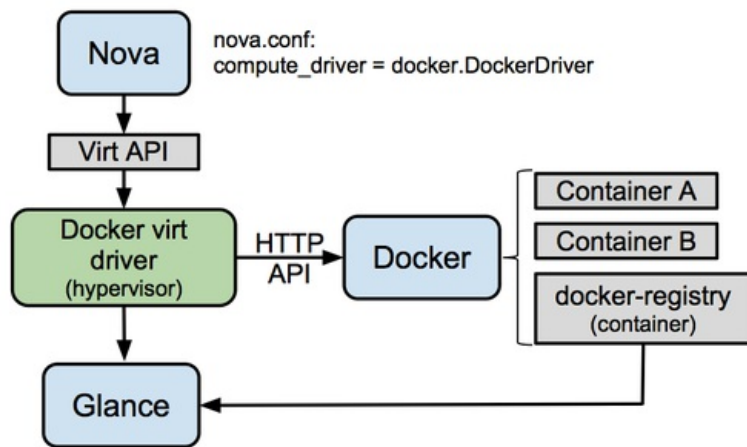 Nova
nova.conf:
compute_driver = docker.DockerDriver
Virt API
Docker virt
driver
(hypervisor)
HTTP
API
Docker
Container A
Container B
docker-registry
(container)
Glance